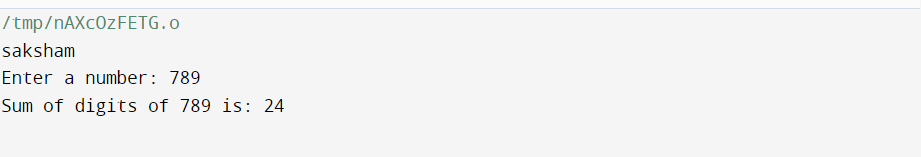 /tmp/nAXcOzFETG.o
saksham
Enter a number: 789
Sum of digits of 789 is: 24